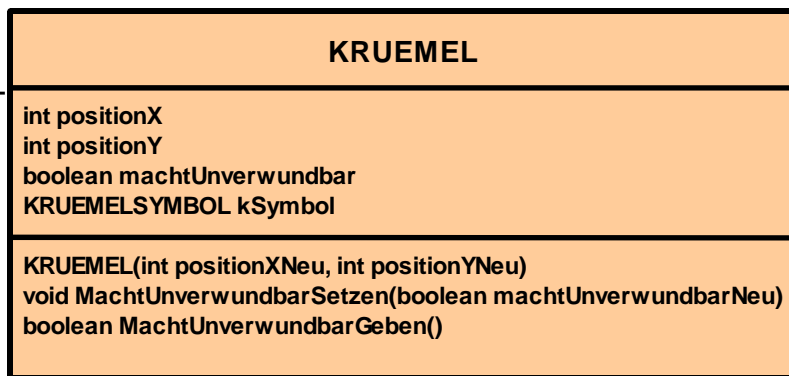 KRUEMEL
int positionX
int positionY
boolean machtUnverwundbar
KRUEMELSYMBOL kSymbol
KRUEMEL(int positionXNeu, int positionYNeu)
void MachtUnverwundbarSetzen(boolean machtUnverwundbarNeu)
boolean MachtUnverwundbarGeben()